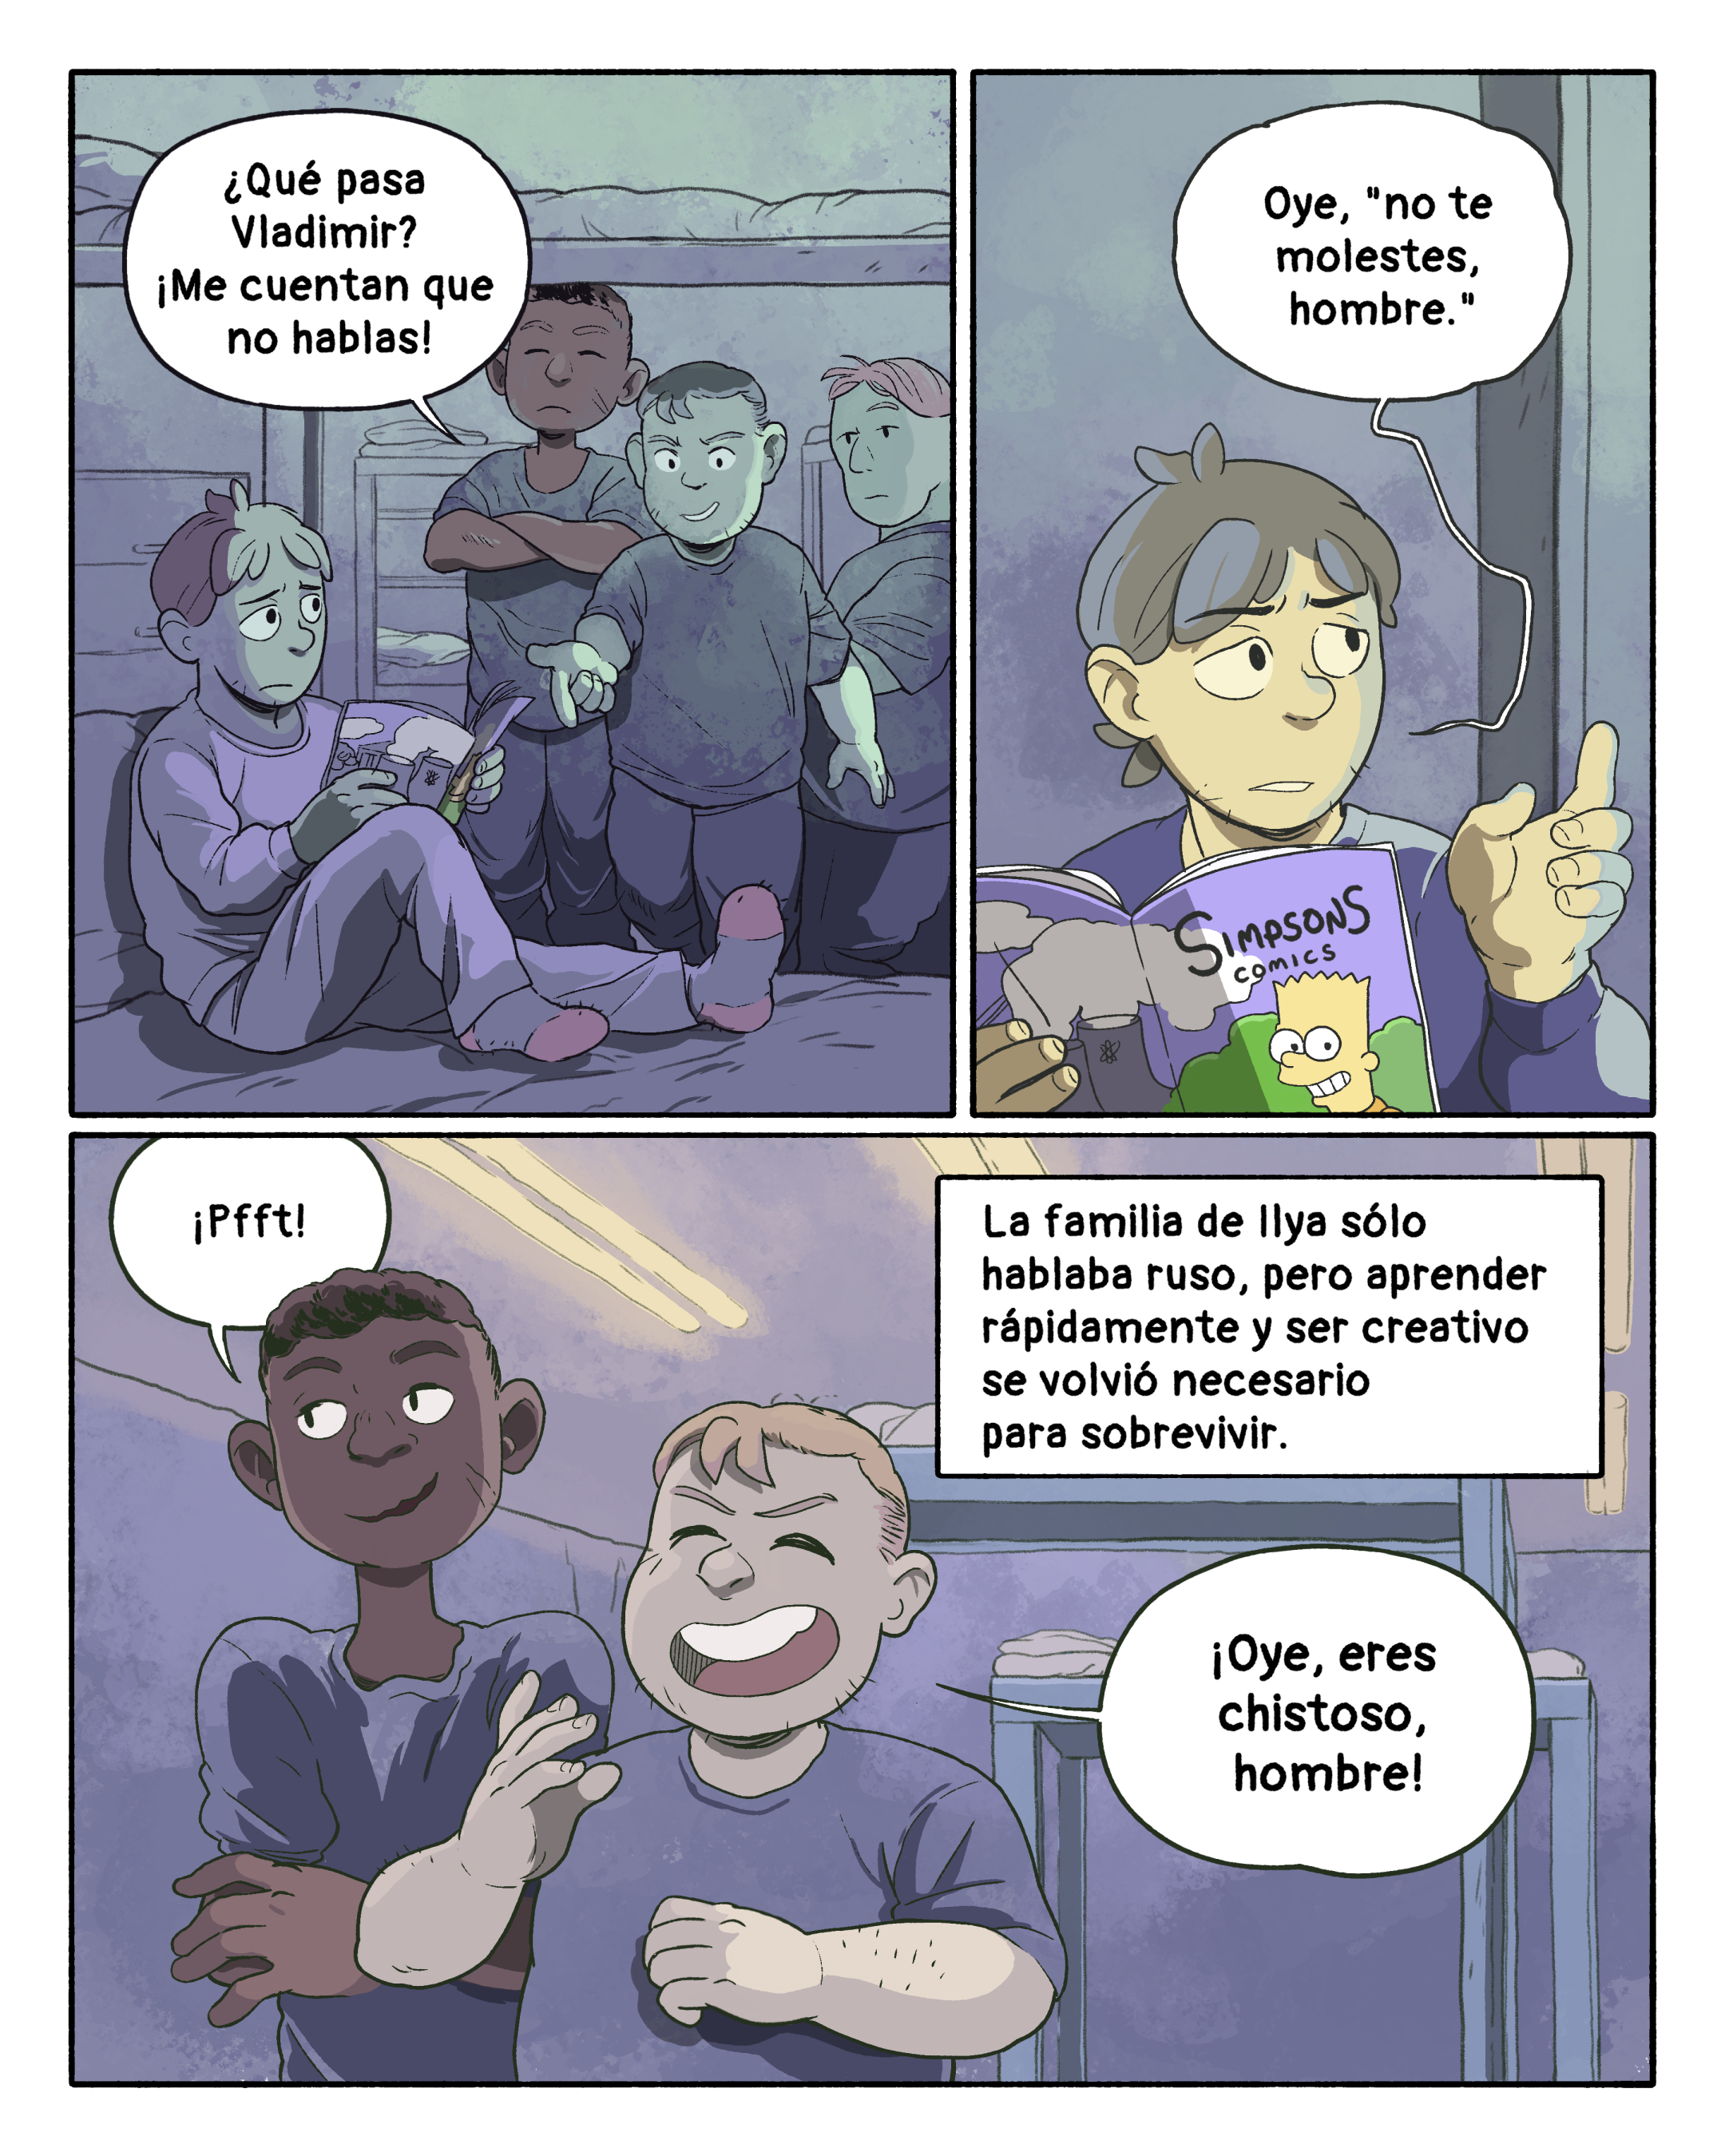 ¿Qué pasa
Vladimir?
¡Me cuentan que
no hablas!
Oye, "no te
molestes,
hombre."
SIMPSONS
COMICS
¡Pfft!
La familia de Ilya sólo
hablaba ruso, pero aprender
rápidamente y ser creativo
se volvió necesario
para sobrevivir.
¡Oye, eres
chistoso,
hombre!